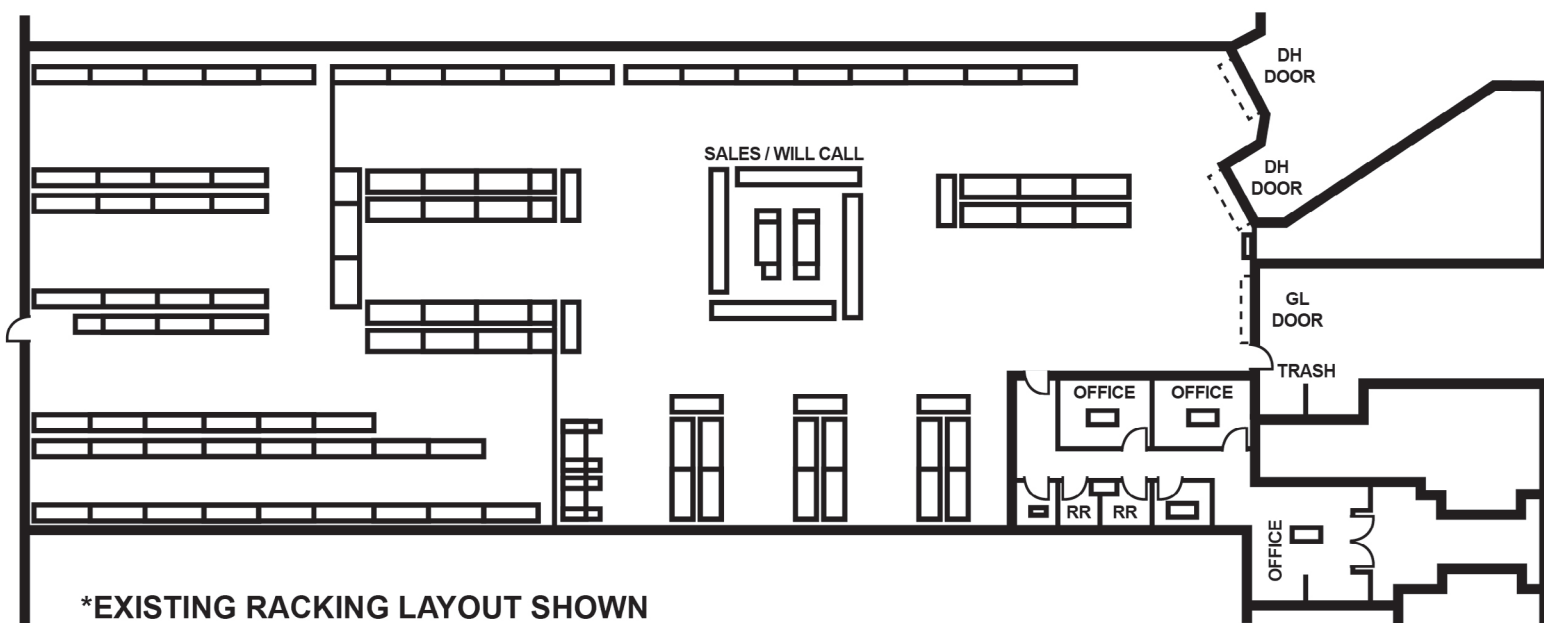 DH
DOOR
SALES / WILL CALL
DH
DOOR
GL
DOOR
TRASH
OFFICE
OFFICE
RR
RR
OFFICE
*EXISTING RACKING LAYOUT SHOWN